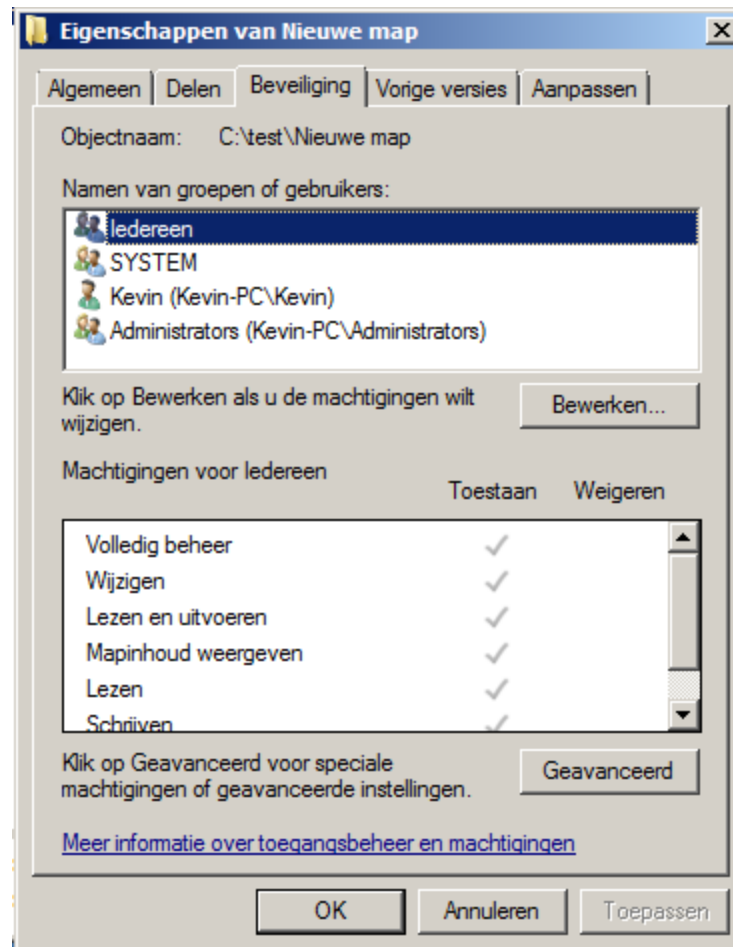 Eigenschappen van Nieuwe map
Algemeen Delen Beveiliging Vorige versies Aanpassen
Objectnaam: C:\test\Nieuwe map
Namen van groepen of gebruikers:
Iedereen
SYSTEM
Kevin (Kevin-PC\Kevin)
Administrators (Kevin-PC\Administrators)
Klik op Bewerken als u de machtigingen wilt
wijzigen.
Bewerken...
Machtigingen voor Iedereen
Toestaan Weigeren
Volledig beheer
Wijzigen
Lezen en uitvoeren
Mapinhoud weergeven
Lezen
Schrijven
Klik op Geavanceerd voor speciale
machtigingen of geavanceerde instellingen.
Geavanceerd
Meer informatie over toegangsbeheer en machtigingen
OK Annuleren Toepassen